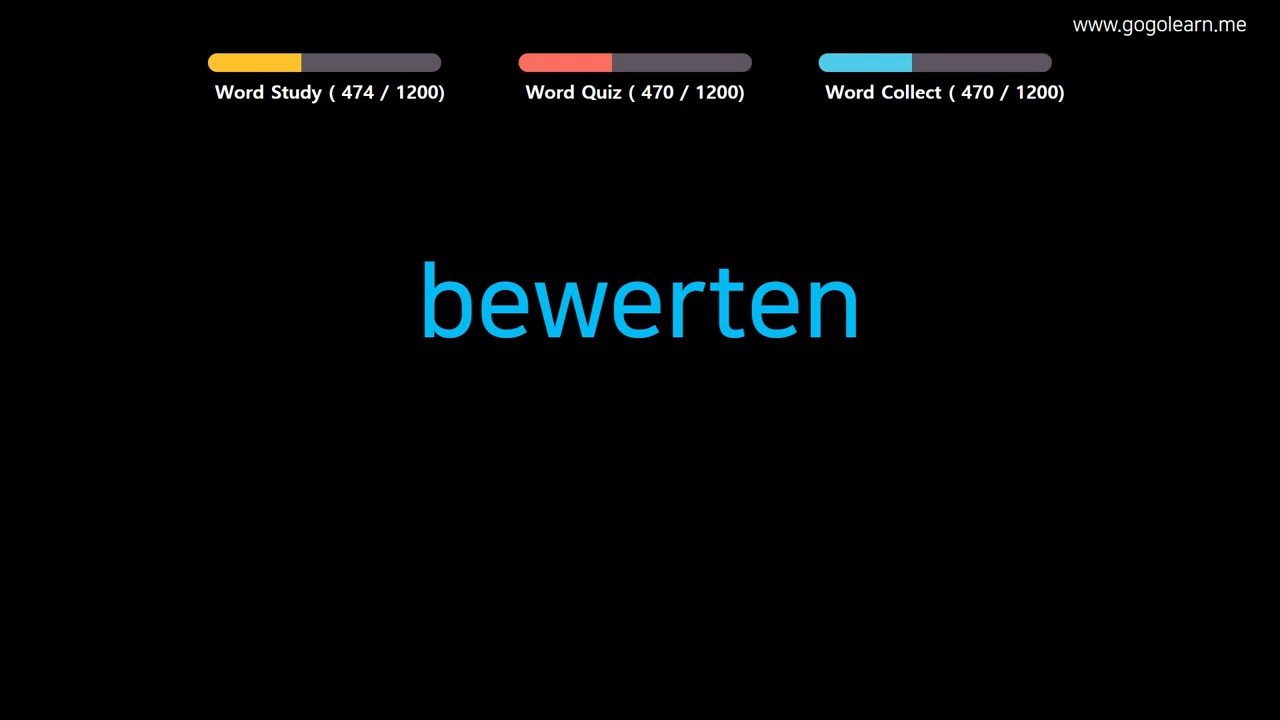 www.gogolearn.me
Word Study ( 474 / 1200)
Word Quiz ( 470 / 1200)
Word Collect ( 470 / 1200)
bewerten